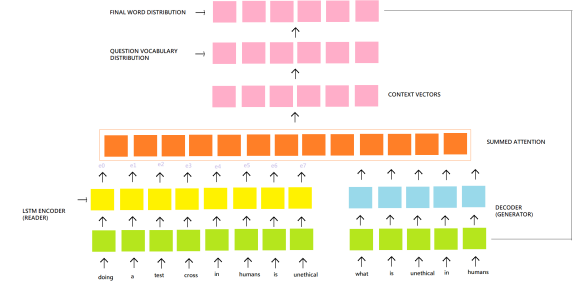 FINAL WORD DISTRIBUTION
QUESTION VOCABULARY
DISTRIBUTION
CONTEXT VECTORS
SUMMED ATTENTION
e0 e1 e2 e3 e4 e5 e6 e7
LSTM ENCODER
(READER)
DECODER
(GENERATOR)
doing a test cross in humans is unethical
what is unethical in humans